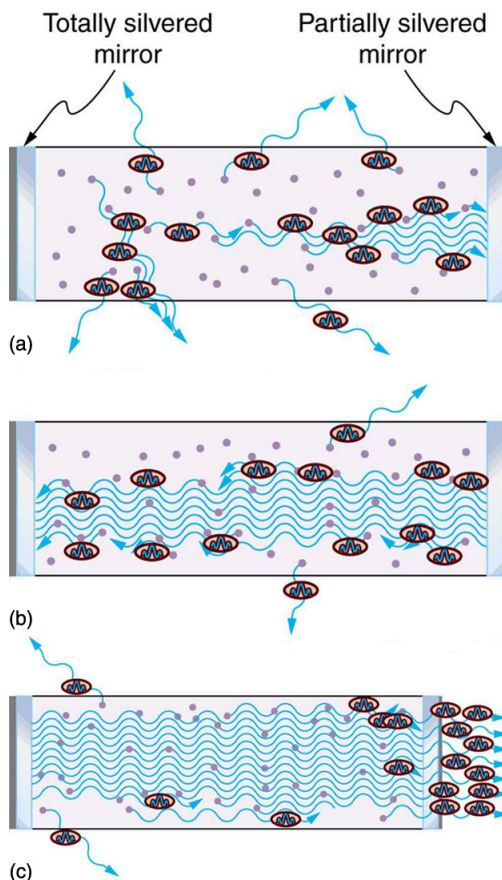 Totally silvered
mirror
Partially silvered
mirror
(a)
(b)
(c)